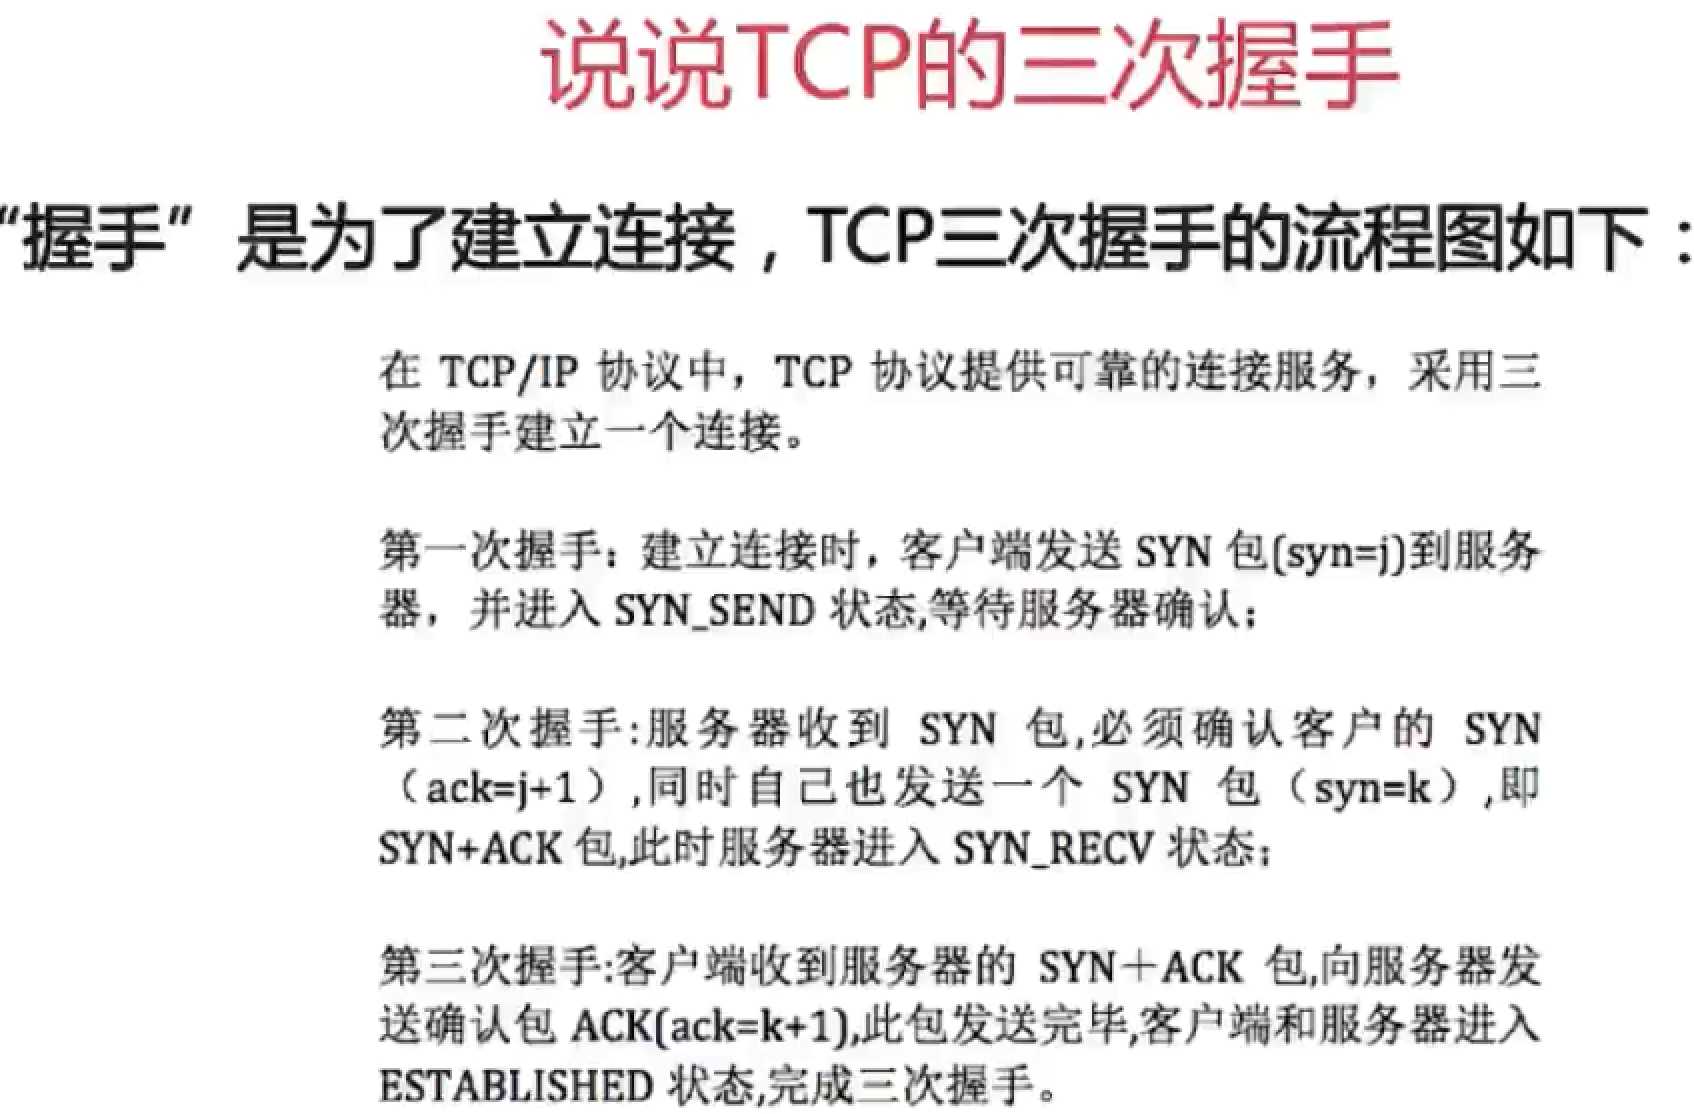 说说TCP的三次握手
“握手”是为了建立连接，TCP三次握手的流程图如下：
在 TCP/IP 协议中，TCP 协议提供可靠的连接服务，采用三
次握手建立一个连接。
第一次握手：建立连接时，客户端发送 SYN 包(syn=j)到服务
器，并进入 SYN_SEND 状态,等待服务器确认；
第二次握手:服务器收到 SYN 包,必须确认客户的 SYN
（ack=j+1）,同时自己也发送一个 SYN 包（syn=k）,即
SYN+ACK 包,此时服务器进入 SYN_RECV 状态；
第三次握手:客户端收到服务器的 SYN＋ACK 包,向服务器发
送确认包 ACK(ack=k+1),此包发送完毕,客户端和服务器进入
ESTABLISHED 状态,完成三次握手。